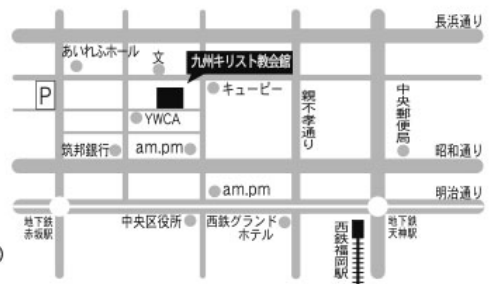 長浜通り
あいれふホール
文
九州キリスト教会館
P
キューピー
親不孝通り
中央郵便局
YWCA
筑邦銀行
am.pm
昭和通り
am.pm
明治通り
地下鉄
赤坂駅
中央区役所
西鉄グランド
ホテル
西鉄福岡駅
地下鉄
天神駅
)